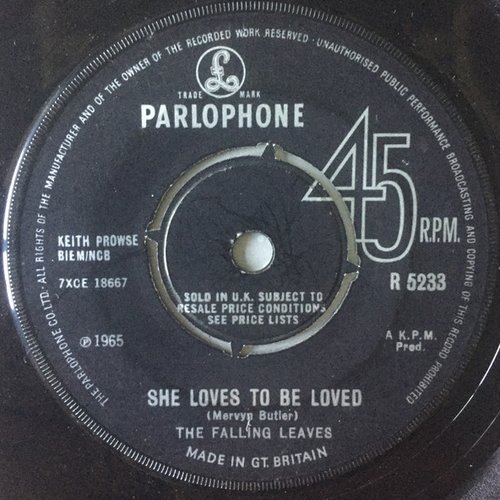 THE PARLOPHONE CO. LTD. ALL RIGHTS OF THE MANUFACTURER AND OF THE OWNER OF THE RECORDED WORK RESERVED · UNAUTHORISED PUBLIC PERFORMANCE BROADCASTING AND COPYING OF THIS RECORD PROHIBITED
£
TRADE MARK
PARLOPHONE
45 R.P.M.
KEITH PROWSE
BIEM/NCB
7XCE 18667
R 5233
SOLD IN U.K. SUBJECT TO
RESALE PRICE CONDITIONS
SEE PRICE LISTS
℗ 1965
A K.P.M.
Prod.
SHE LOVES TO BE LOVED
(Mervyn Butler)
THE FALLING LEAVES
MADE IN GT. BRITAIN